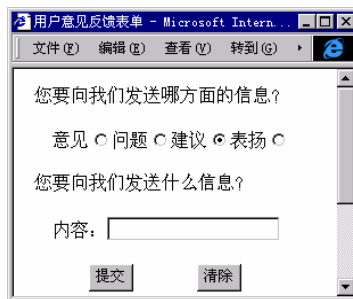 用户意见反馈表单 - Microsoft Intern...
文件(F) 编辑(E) 查看(V) 转到(G)
您要向我们发送哪方面的信息?
意见 问题 建议 表扬
您要向我们发送什么信息?
内容:
提交 清除